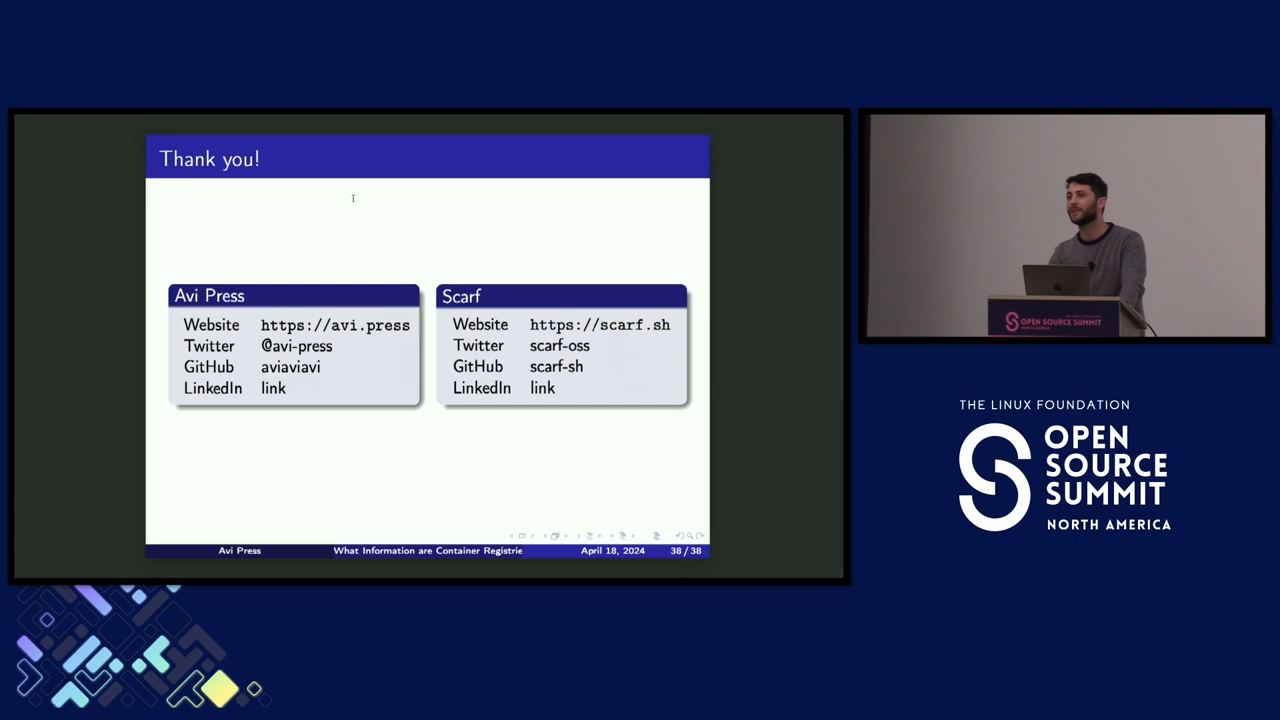 Thank you!
Avi Press
Website https://avi.press
Twitter @avi-press
GitHub aviaviavi
LinkedIn link
Scarf
Website https://scarf.sh
Twitter scarf-oss
GitHub scarf-sh
LinkedIn link
Avi Press What Information are Container Registrie April 18, 2024 38 / 38
OPEN SOURCE SUMMIT
NORTH AMERICA
THE LINUX FOUNDATION
OPEN
SOURCE
SUMMIT
NORTH AMERICA